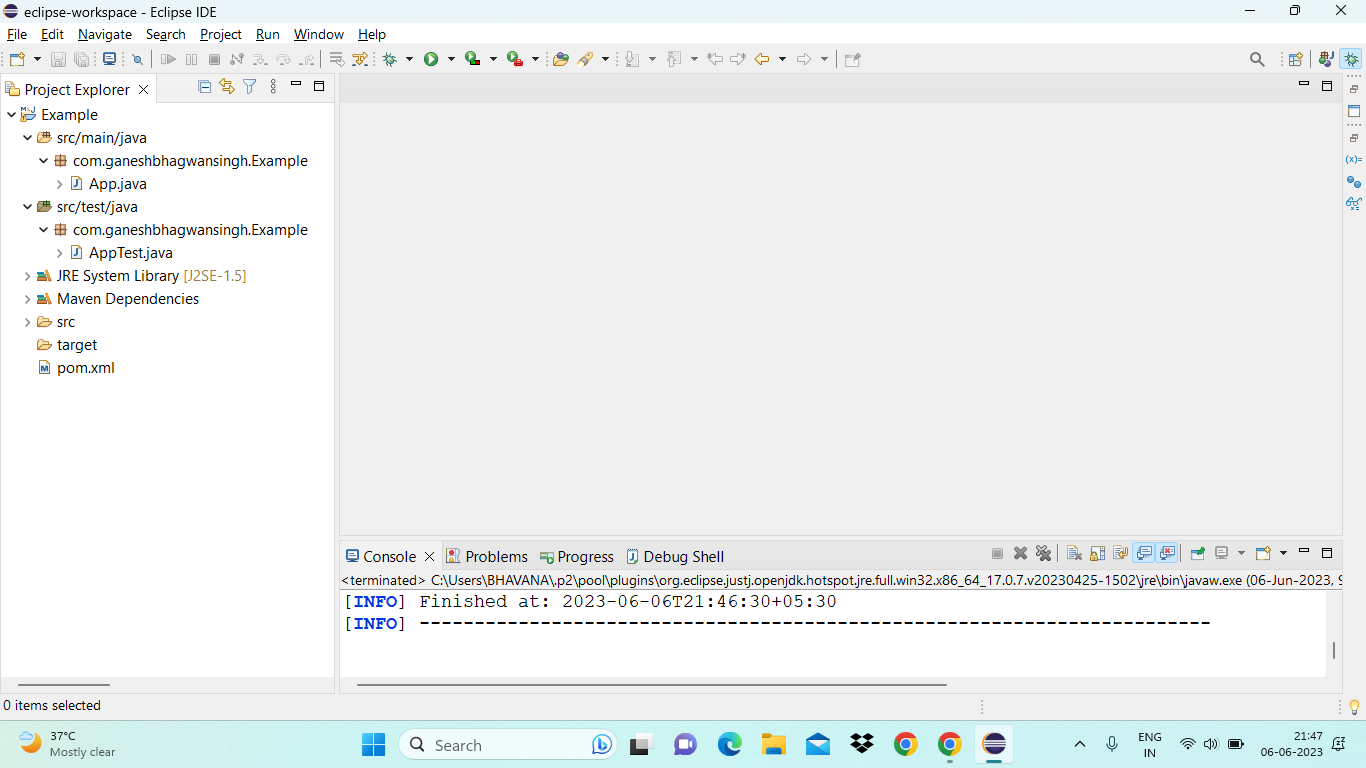 eclipse-workspace - Eclipse IDE
File Edit Navigate Search Project Run Window Help
Project Explorer
Example
src/main/java
com.ganeshbhagwansingh.Example
App.java
src/test/java
com.ganeshbhagwansingh.Example
AppTest.java
JRE System Library [J2SE-1.5]
Maven Dependencies
src
target
pom.xml
Console Problems Progress Debug Shell
<terminated> C:\Users\BHAVANA\.p2\pool\plugins\org.eclipse.justj.openjdk.hotspot.jre.full.win32.x86_64_17.0.7.v20230425-1502\jre\bin\javaw.exe (06-Jun-2023, 9
[INFO] Finished at: 2023-06-06T21:46:30+05:30
[INFO] ------------------------------------------------------------------------
0 items selected
37°C
Mostly clear
Search
ENG
IN
21:47
06-06-2023